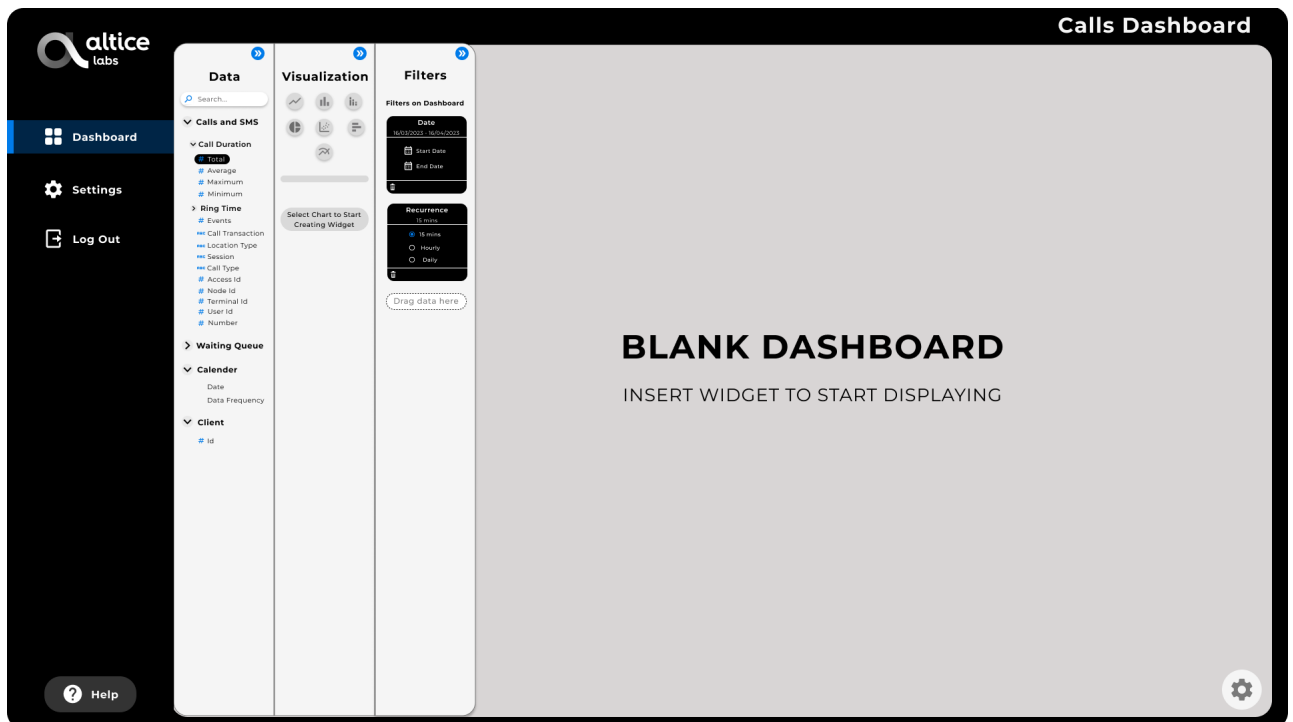 altice
labs
Calls Dashboard
Dashboard
Settings
Log Out
Help
Data
Search...
Calls and SMS
Call Duration
# Total
# Average
# Maximum
# Minimum
Ring Time
# Events
Call Transaction
Location Type
Session
Call Type
# Access Id
# Node Id
# Terminal Id
# User Id
# Number
Waiting Queue
Calender
Date
Data Frequency
Client
# Id
Visualization
Select Chart to Start
Creating Widget
Filters
Filters on Dashboard
Date
16/03/2023 - 16/04/2023
Start Date
End Date
Recurrence
15 mins
15 mins
Hourly
Daily
Drag data here
BLANK DASHBOARD
INSERT WIDGET TO START DISPLAYING